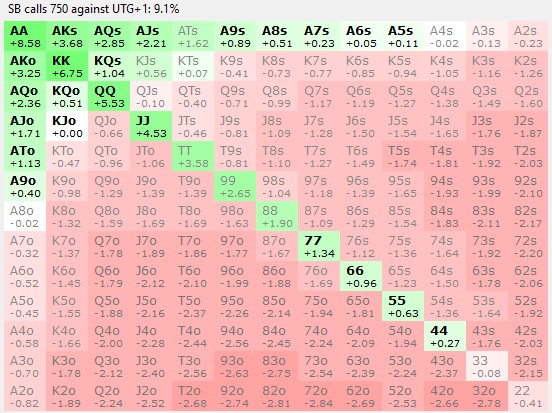 SB calls 750 against UTG+1: 9.1%
AA AKs AQs AJs ATs A9s A8s A7s A6s A5s A4s A3s A2s
+8.58 +3.68 +2.85 +2.21 +1.62 +0.89 +0.51 +0.23 +0.05 +0.11 -0.02 -0.13 -0.23
AKo KK KQs KJs KTs K9s K8s K7s K6s K5s K4s K3s K2s
+3.25 +6.75 +1.04 +0.56 +0.07 -0.41 -0.73 -0.77 -0.85 -0.94 -1.05 -1.16 -1.26
AQo KQo QQ QJs QTs Q9s Q8s Q7s Q6s Q5s Q4s Q3s Q2s
+2.36 +0.51 +5.53 -0.10 -0.40 -0.71 -0.99 -1.17 -1.19 -1.27 -1.38 -1.49 -1.60
AJo KJo QJo JJ JTs J9s J8s J7s J6s J5s J4s J3s J2s
+1.71 +0.00 -0.66 +4.53 -0.46 -0.81 -1.09 -1.28 -1.50 -1.54 -1.65 -1.76 -1.87
ATo KTo QTo JTo TT T9s T8s T7s T6s T5s T4s T3s T2s
+1.13 -0.47 -0.96 -1.06 +3.58 -0.81 -1.10 -1.27 -1.49 -1.74 -1.81 -1.92 -2.03
A9o K9o Q9o J9o T9o 99 98s 97s 96s 95s 94s 93s 92s
+0.40 -0.98 -1.29 -1.39 -1.39 +2.65 -1.04 -1.18 -1.39 -1.65 -1.93 -1.99 -2.10
A8o K8o Q8o J8o T8o 98o 88 87s 86s 85s 84s 83s 82s
-0.02 -1.32 -1.59 -1.69 -1.69 -1.63 +1.90 -1.09 -1.29 -1.54 -1.83 -2.11 -2.17
A7o K7o Q7o J7o T7o 97o 87o 77 76s 75s 74s 73s 72s
-0.32 -1.37 -1.78 -1.89 -1.86 -1.77 -1.67 +1.34 -1.12 -1.36 -1.64 -1.92 -2.20
A6o K6o Q6o J6o T6o 96o 86o 76o 66 65s 64s 63s 62s
-0.52 -1.45 -1.79 -2.12 -2.10 -1.99 -1.88 -1.69 +0.96 -1.23 -1.50 -1.78 -2.06
A5o K5o Q5o J5o T5o 95o 85o 75o 65o 55 54s 53s 52s
-0.45 -1.55 -1.88 -2.16 -2.37 -2.26 -2.14 -1.94 -1.81 +0.63 -1.36 -1.64 -1.92
A4o K4o Q4o J4o T4o 94o 84o 74o 64o 54o 44 43s 42s
-0.58 -1.66 -2.00 -2.28 -2.44 -2.56 -2.45 -2.24 -2.09 -1.94 +0.27 -1.76 -2.03
A3o K3o Q3o J3o T3o 93o 83o 73o 63o 53o 43o 33 32s
-0.70 -1.78 -2.12 -2.40 -2.56 -2.63 -2.75 -2.54 -2.39 -2.24 -2.37 -0.08 -2.15
A2o K2o Q2o J2o T2o 92o 82o 72o 62o 52o 42o 32o 22
-0.82 -1.89 -2.24 -2.52 -2.68 -2.74 -2.81 -2.84 -2.69 -2.53 -2.66 -2.78 -0.41